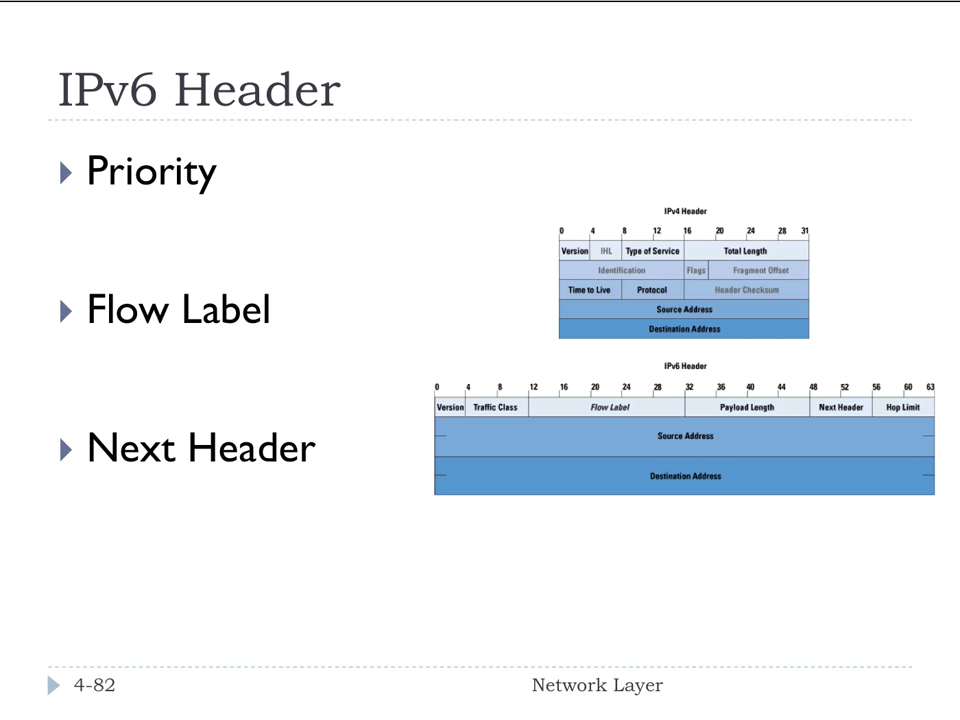 IPv6 Header
Priority
Flow Label
Next Header
IPv4 Header
0 4 8 12 16 20 24 28 31
Version IHL Type of Service Total Length
Identification Flags Fragment Offset
Time to Live Protocol Header Checksum
Source Address
Destination Address
IPv6 Header
0 4 8 12 16 20 24 28 32 36 40 44 48 52 56 60 63
Version Traffic Class Flow Label Payload Length Next Header Hop Limit
Source Address
Destination Address
4-82 Network Layer